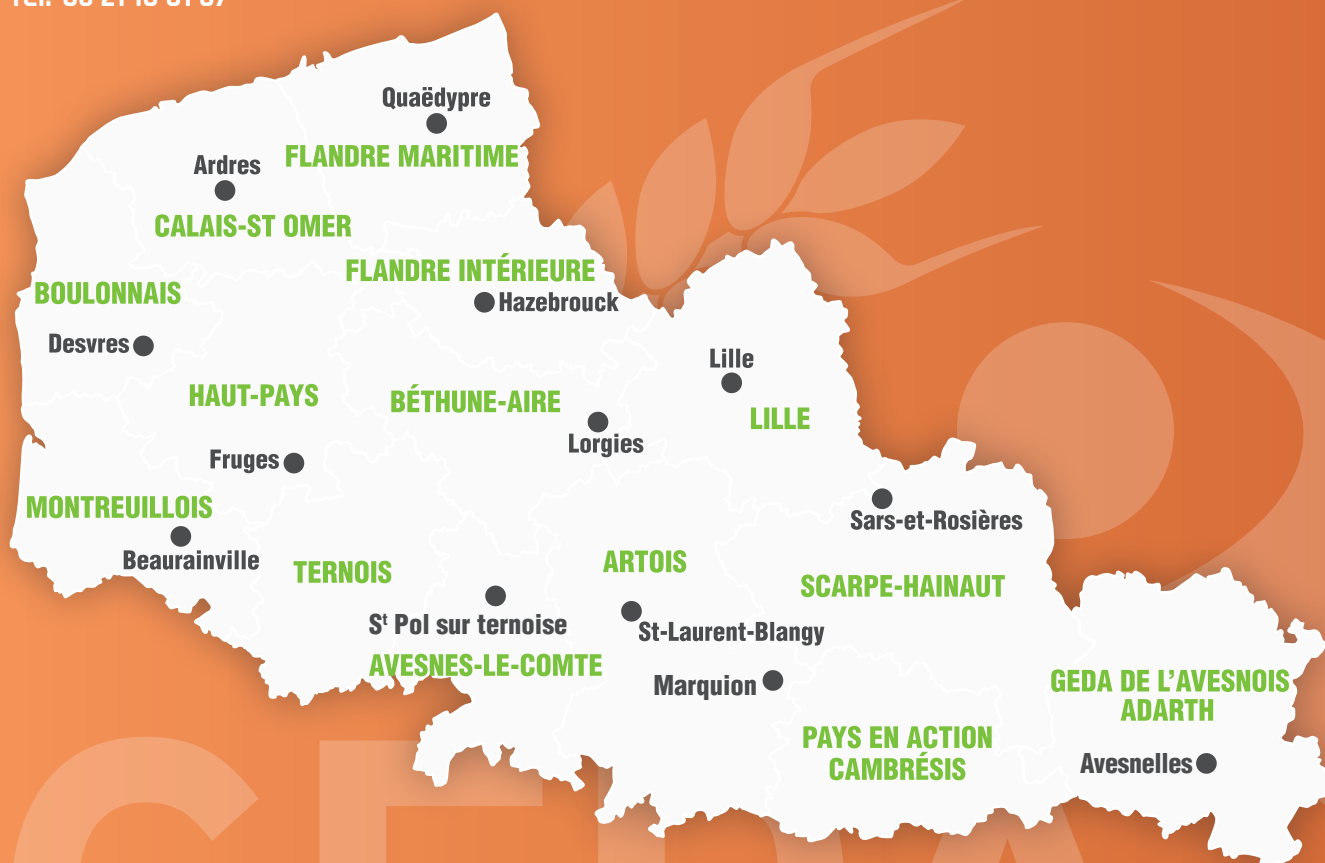 Quaëdypre
FLANDRE MARITIME
Ardres
CALAIS-ST OMER
FLANDRE INTÉRIEURE
Hazebrouck
BOULONNAIS
Desvres
Lille
LILLE
HAUT-PAYS
BÉTHUNE-AIRE
Lorgies
Fruges
MONTREUILLOIS
Beaurainville
Sars-et-Rosières
SCARPE-HAINAUT
TERNOIS
ARTOIS
St Pol sur ternoise
AVESNES-LE-COMTE
St-Laurent-Blangy
Marquion
PAYS EN ACTION
CAMBRÉSIS
GEDA DE L'AVESNOIS
ADARTH
Avesnelles